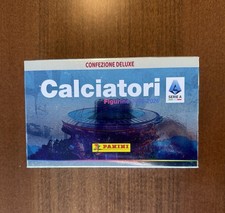 CONFEZIONE DELUXE
Calciatori
Figurine
SERIE A
PANINI